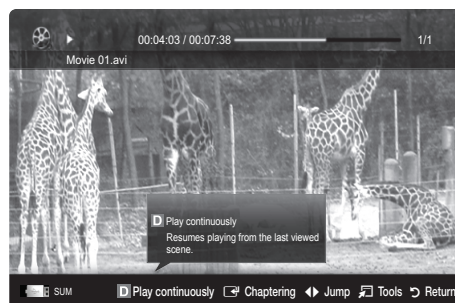 00:04:03 / 00:07:38 1/1
Movie 01.avi
D Play continuously
Resumes playing from the last viewed
scene.
SUM D Play continuously Chaptering Jump Tools Return